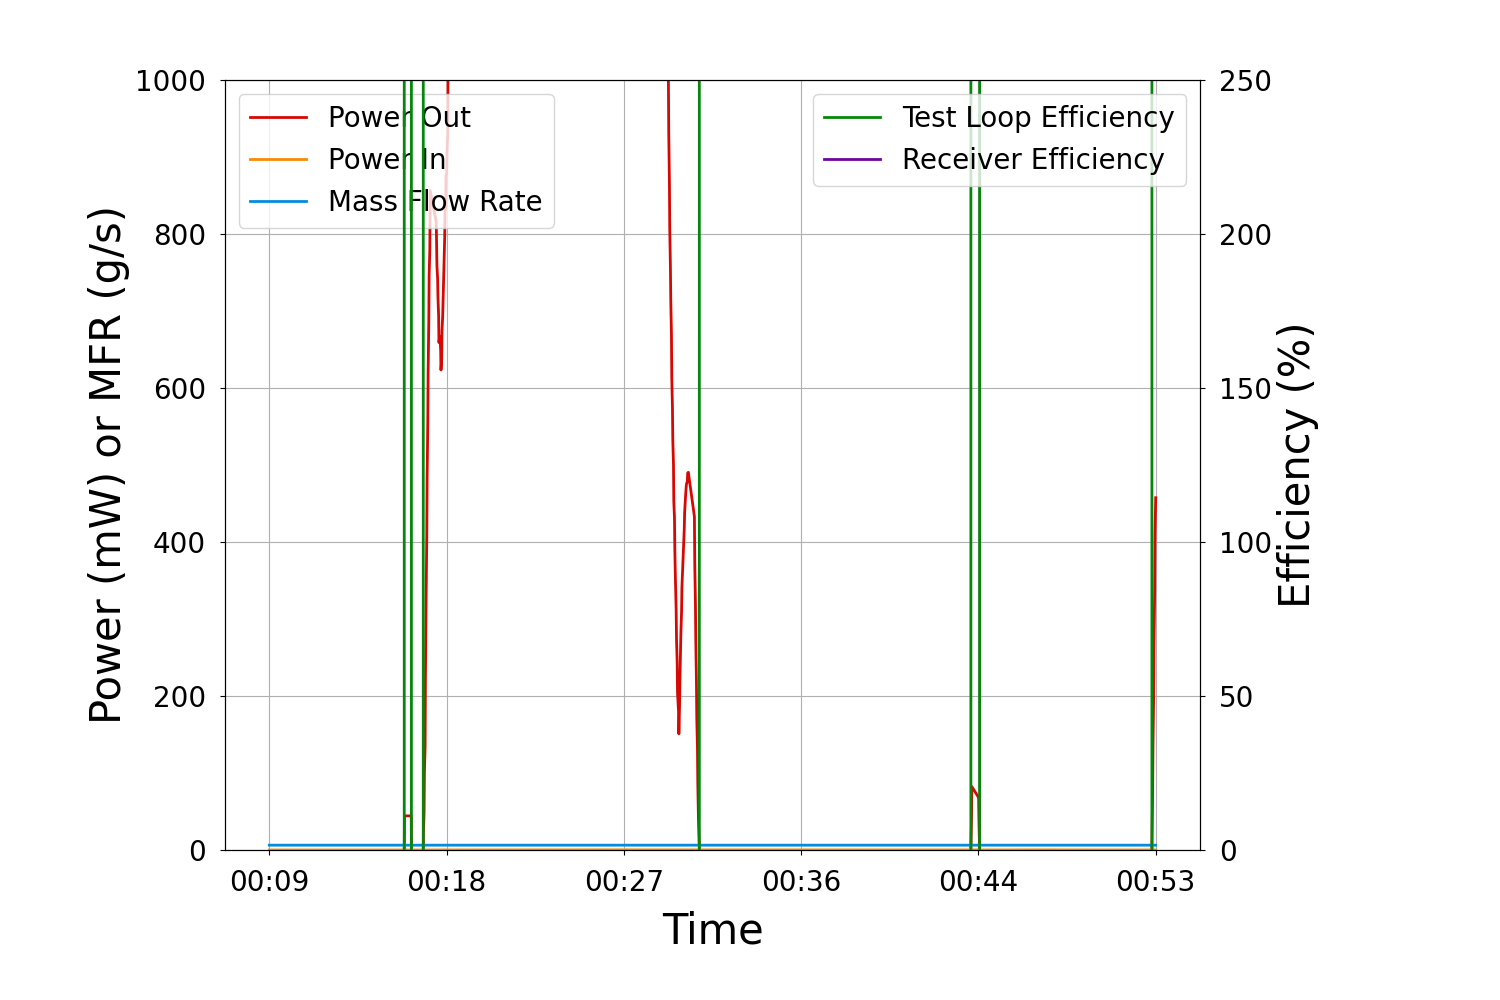 Power Out
Power In
Mass Flow Rate
Test Loop Efficiency
Receiver Efficiency
1000
800
600
400
200
0
Power (mW) or MFR (g/s)
250
200
150
100
50
0
Efficiency (%)
00:09 00:18 00:27 00:36 00:44 00:53
Time